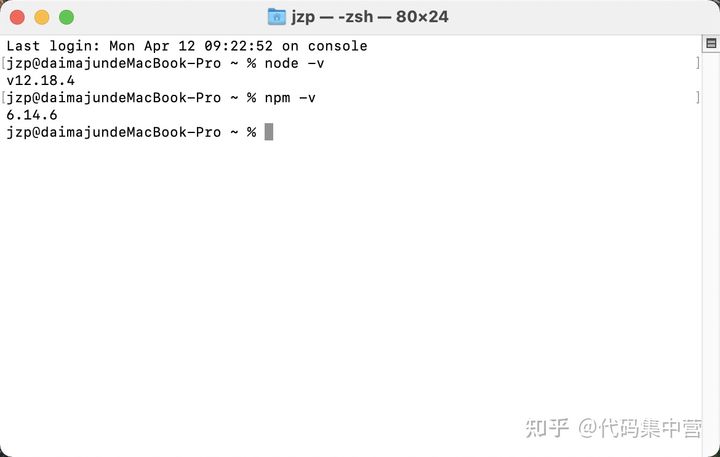 jzp — -zsh — 80×24
Last login: Mon Apr 12 09:22:52 on console
[jzp@daimajundeMacBook-Pro ~ % node -v ]
v12.18.4
[jzp@daimajundeMacBook-Pro ~ % npm -v ]
6.14.6
jzp@daimajundeMacBook-Pro ~ %
知乎 @代码集中营